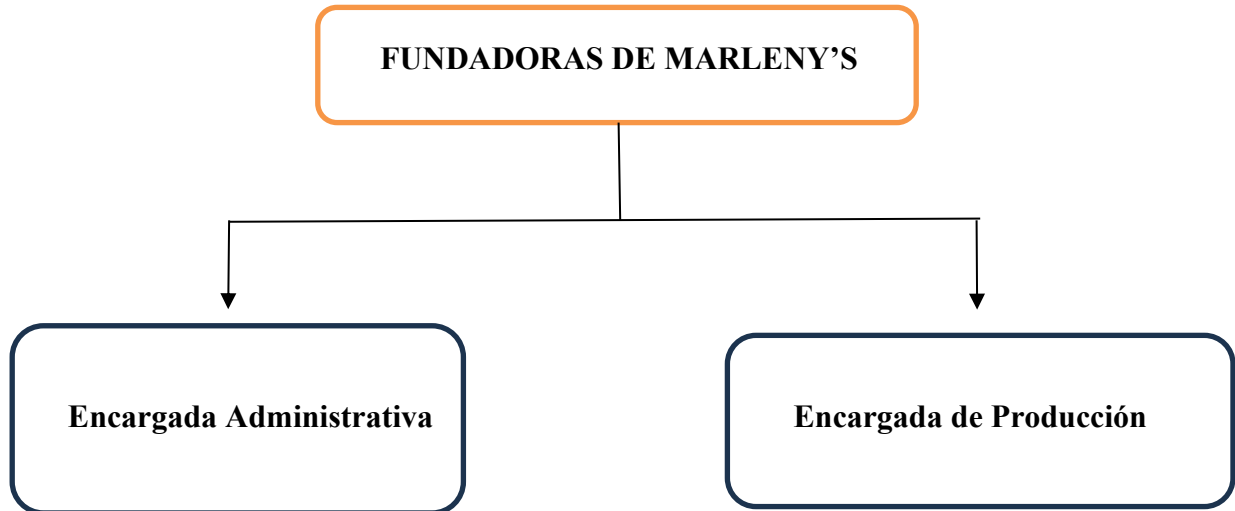 FUNDADORAS DE MARLENY’S
Encargada Administrativa
Encargada de Producción